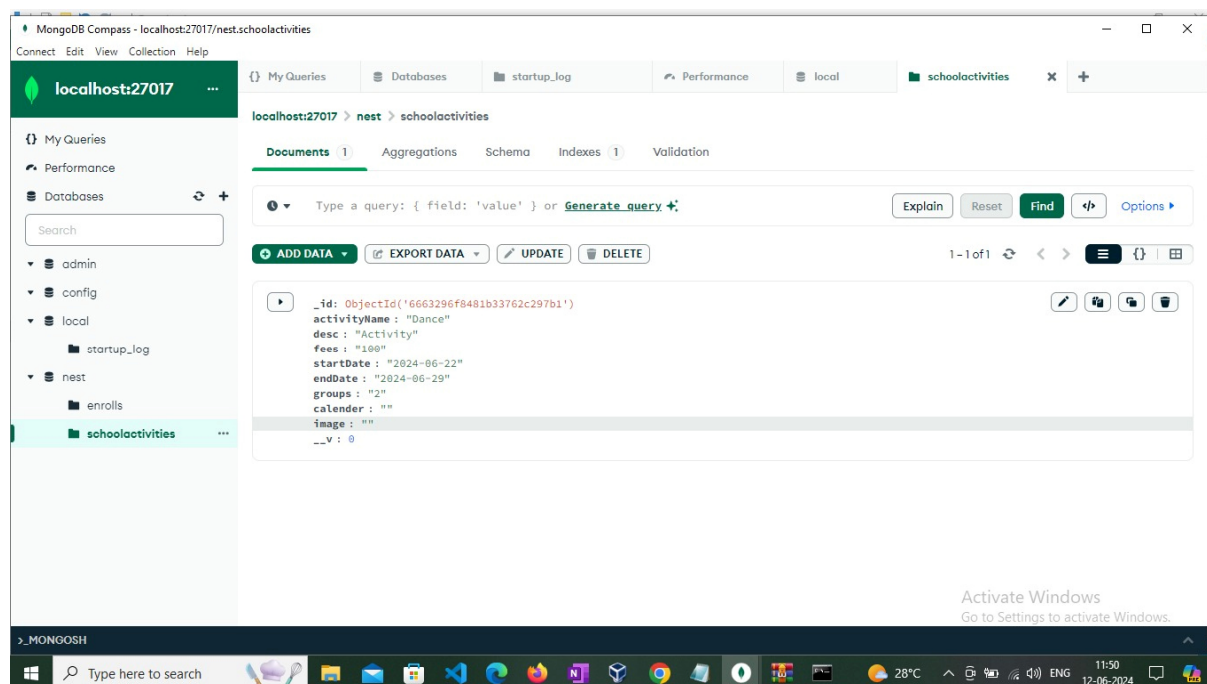 MongoDB Compass - localhost:27017/nest.schoolactivities
Connect Edit View Collection Help
localhost:27017 ...
{} My Queries Databases startup_log Performance local schoolactivities
localhost:27017 > nest > schoolactivities
{} My Queries
Performance
Databases
Search
admin
config
local
startup_log
nest
enrolls
schoolactivities ...
Documents 1 Aggregations Schema Indexes 1 Validation
Type a query: { field: 'value' } or Generate query
Explain Reset Find </> Options
ADD DATA EXPORT DATA UPDATE DELETE
1-1 of 1 {}
_id: ObjectId('6663296f8481b33762c297b1')
activityName : "Dance"
desc : "Activity"
fees : "100"
startDate : "2024-06-22"
endDate : "2024-06-29"
groups : "2"
calender : ""
image : ""
__v : 0
Activate Windows
Go to Settings to activate Windows.
>_MONGOSH
Type here to search
28°C ENG 11:50
12-06-2024